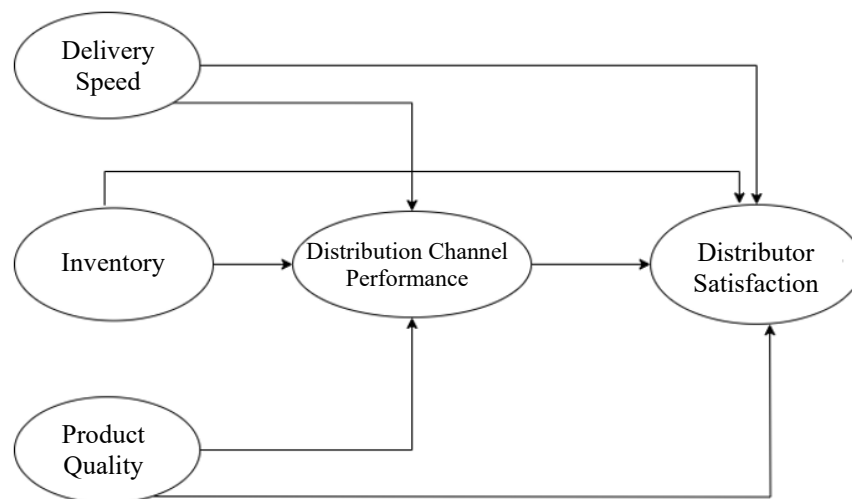 Delivery
Speed
Inventory
Distribution Channel
Performance
Distributor
Satisfaction
Product
Quality